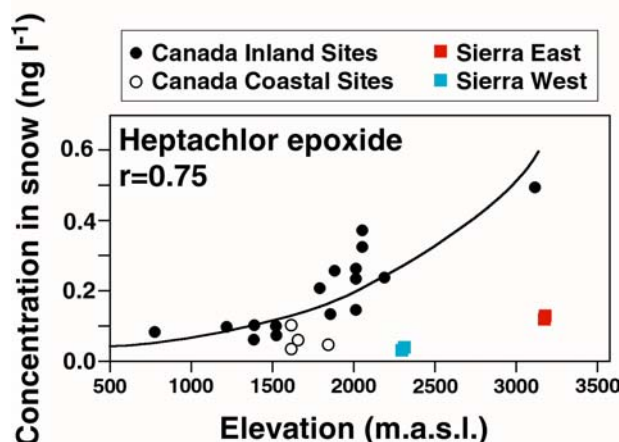 Canada Inland Sites
Sierra East
Canada Coastal Sites
Sierra West
Concentration in snow (ng l⁻¹)
Heptachlor epoxide
r=0.75
0.6
0.4
0.2
0.0
500 1000 1500 2000 2500 3000 3500
Elevation (m.a.s.l.)